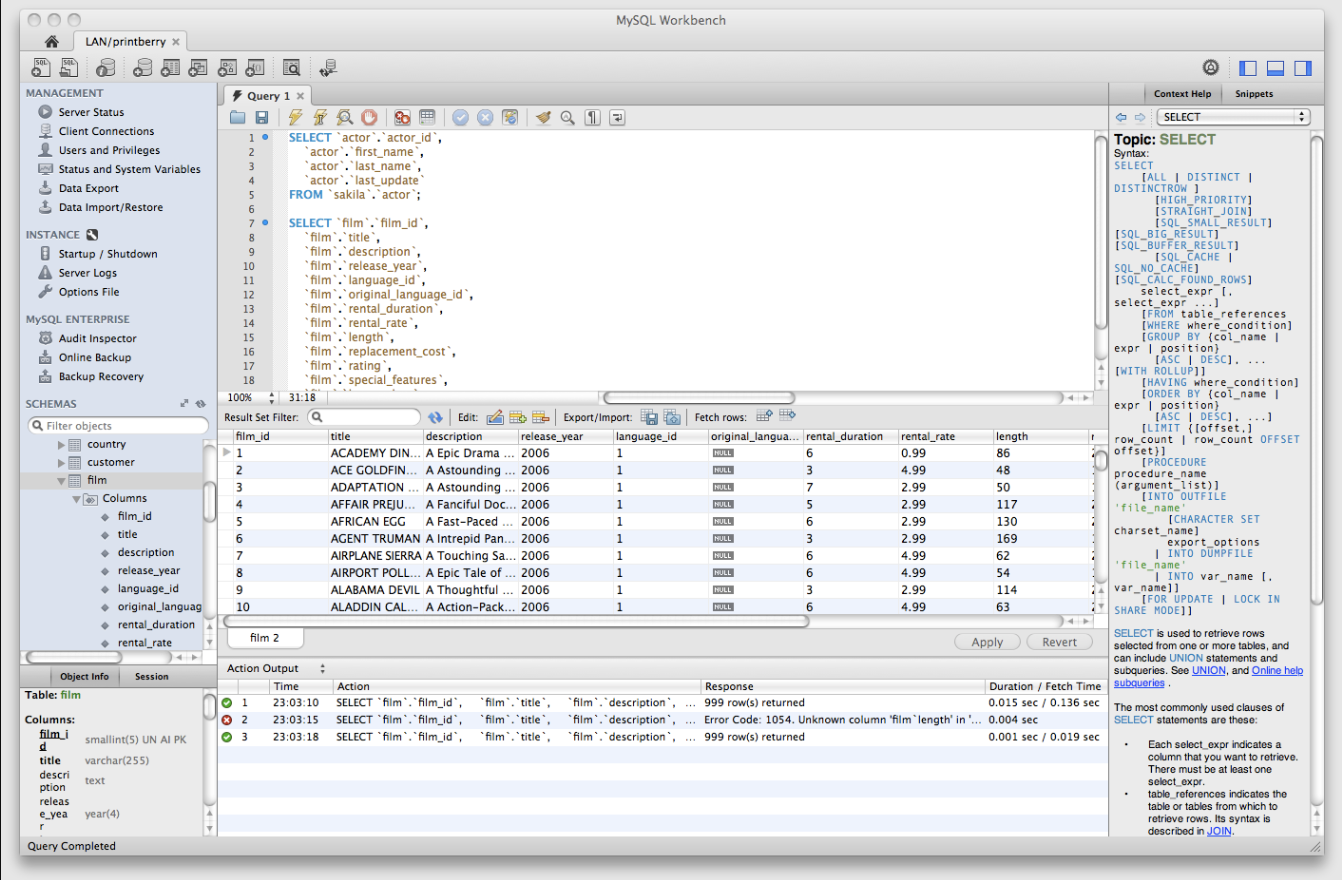 MySQL Workbench
LAN/printberry
MANAGEMENT
Server Status
Client Connections
Users and Privileges
Status and System Variables
Data Export
Data Import/Restore
INSTANCE
Startup / Shutdown
Server Logs
Options File
MySQL ENTERPRISE
Audit Inspector
Online Backup
Backup Recovery
SCHEMAS
Filter objects
country
customer
film
Columns
film_id
title
description
release_year
language_id
original_languag
rental_duration
rental_rate
Object Info Session
Table: film
Columns:
film_i
d smallint(5) UN AI PK
title varchar(255)
descri
ption text
releas
e_yea
r year(4)
Query Completed
Query 1
1 SELECT `actor`.`actor_id`,
2 `actor`.`first_name`,
3 `actor`.`last_name`,
4 `actor`.`last_update`
5 FROM `sakila`.`actor`;
6
7 SELECT `film`.`film_id`,
8 `film`.`title`,
9 `film`.`description`,
10 `film`.`release_year`,
11 `film`.`language_id`,
12 `film`.`original_language_id`,
13 `film`.`rental_duration`,
14 `film`.`rental_rate`,
15 `film`.`length`,
16 `film`.`replacement_cost`,
17 `film`.`rating`,
18 `film`.`special_features`,
100% 31:18
Result Set Filter: Edit: Export/Import: Fetch rows:
film_id title description release_year language_id original_langua... rental_duration rental_rate length
1 ACADEMY DIN... A Epic Drama ... 2006 1 NULL 6 0.99 86
2 ACE GOLDFIN... A Astounding ... 2006 1 NULL 3 4.99 48
3 ADAPTATION ... A Astounding ... 2006 1 NULL 7 2.99 50
4 AFFAIR PREJU... A Fanciful Doc... 2006 1 NULL 5 2.99 117
5 AFRICAN EGG A Fast-Paced ... 2006 1 NULL 6 2.99 130
6 AGENT TRUMAN A Intrepid Pan... 2006 1 NULL 3 2.99 169
7 AIRPLANE SIERRA A Touching Sa... 2006 1 NULL 6 4.99 62
8 AIRPORT POLL... A Epic Tale of ... 2006 1 NULL 6 4.99 54
9 ALABAMA DEVIL A Thoughtful ... 2006 1 NULL 3 2.99 114
10 ALADDIN CAL... A Action-Pack... 2006 1 NULL 6 4.99 63
film 2 Apply Revert
Action Output
Time Action Response Duration / Fetch Time
1 23:03:10 SELECT `film`.`film_id`, `film`.`title`, `film`.`description`, ... 999 row(s) returned 0.015 sec / 0.136 sec
2 23:03:15 SELECT `film`.`film_id`, `film`.`title`, `film`.`description`, ... Error Code: 1054. Unknown column 'film`length' in '... 0.004 sec
3 23:03:18 SELECT `film`.`film_id`, `film`.`title`, `film`.`description`, ... 999 row(s) returned 0.001 sec / 0.019 sec
Context Help Snippets
SELECT
Topic: SELECT
Syntax:
SELECT
[ALL | DISTINCT |
DISTINCTROW ]
[HIGH_PRIORITY]
[STRAIGHT_JOIN]
[SQL_SMALL_RESULT]
[SQL_BIG_RESULT]
[SQL_BUFFER_RESULT]
[SQL_CACHE |
SQL_NO_CACHE]
[SQL_CALC_FOUND_ROWS]
select_expr [,
select_expr ...]
[FROM table_references
[WHERE where_condition]
[GROUP BY {col_name |
expr | position}
[ASC | DESC], ...
[WITH ROLLUP]]
[HAVING where_condition]
[ORDER BY {col_name |
expr | position}
[ASC | DESC], ...]
[LIMIT {[offset,]
row_count | row_count OFFSET
offset}]
[PROCEDURE
procedure_name
(argument_list)]
[INTO OUTFILE
'file_name'
[CHARACTER SET
charset_name]
export_options
| INTO DUMPFILE
'file_name'
| INTO var_name [,
var_name]]
[FOR UPDATE | LOCK IN
SHARE MODE]]
SELECT is used to retrieve rows
selected from one or more tables, and
can include UNION statements and
subqueries. See UNION, and Online help
subqueries .
The most commonly used clauses of
SELECT statements are these:
• Each select_expr indicates a
column that you want to retrieve.
There must be at least one
select_expr.
• table_references indicates the
table or tables from which to
retrieve rows. Its syntax is
described in JOIN.